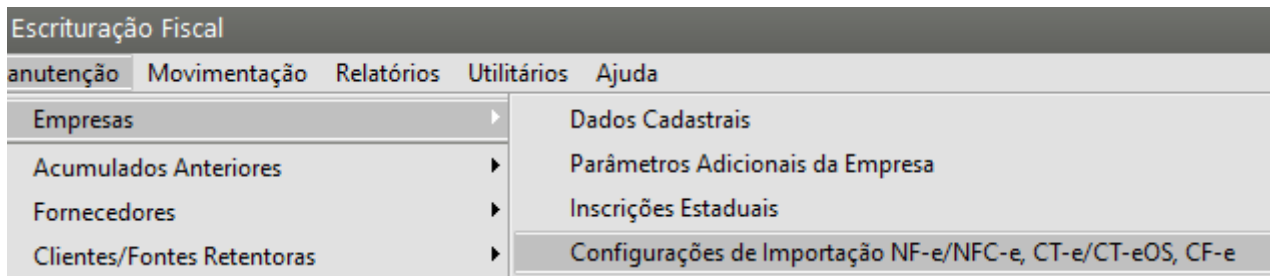 Escrituração Fiscal
anutenção Movimentação Relatórios Utilitários Ajuda
Empresas
Acumulados Anteriores
Fornecedores
Clientes/Fontes Retentoras
Dados Cadastrais
Parâmetros Adicionais da Empresa
Inscrições Estaduais
Configurações de Importação NF-e/NFC-e, CT-e/CT-eOS, CF-e